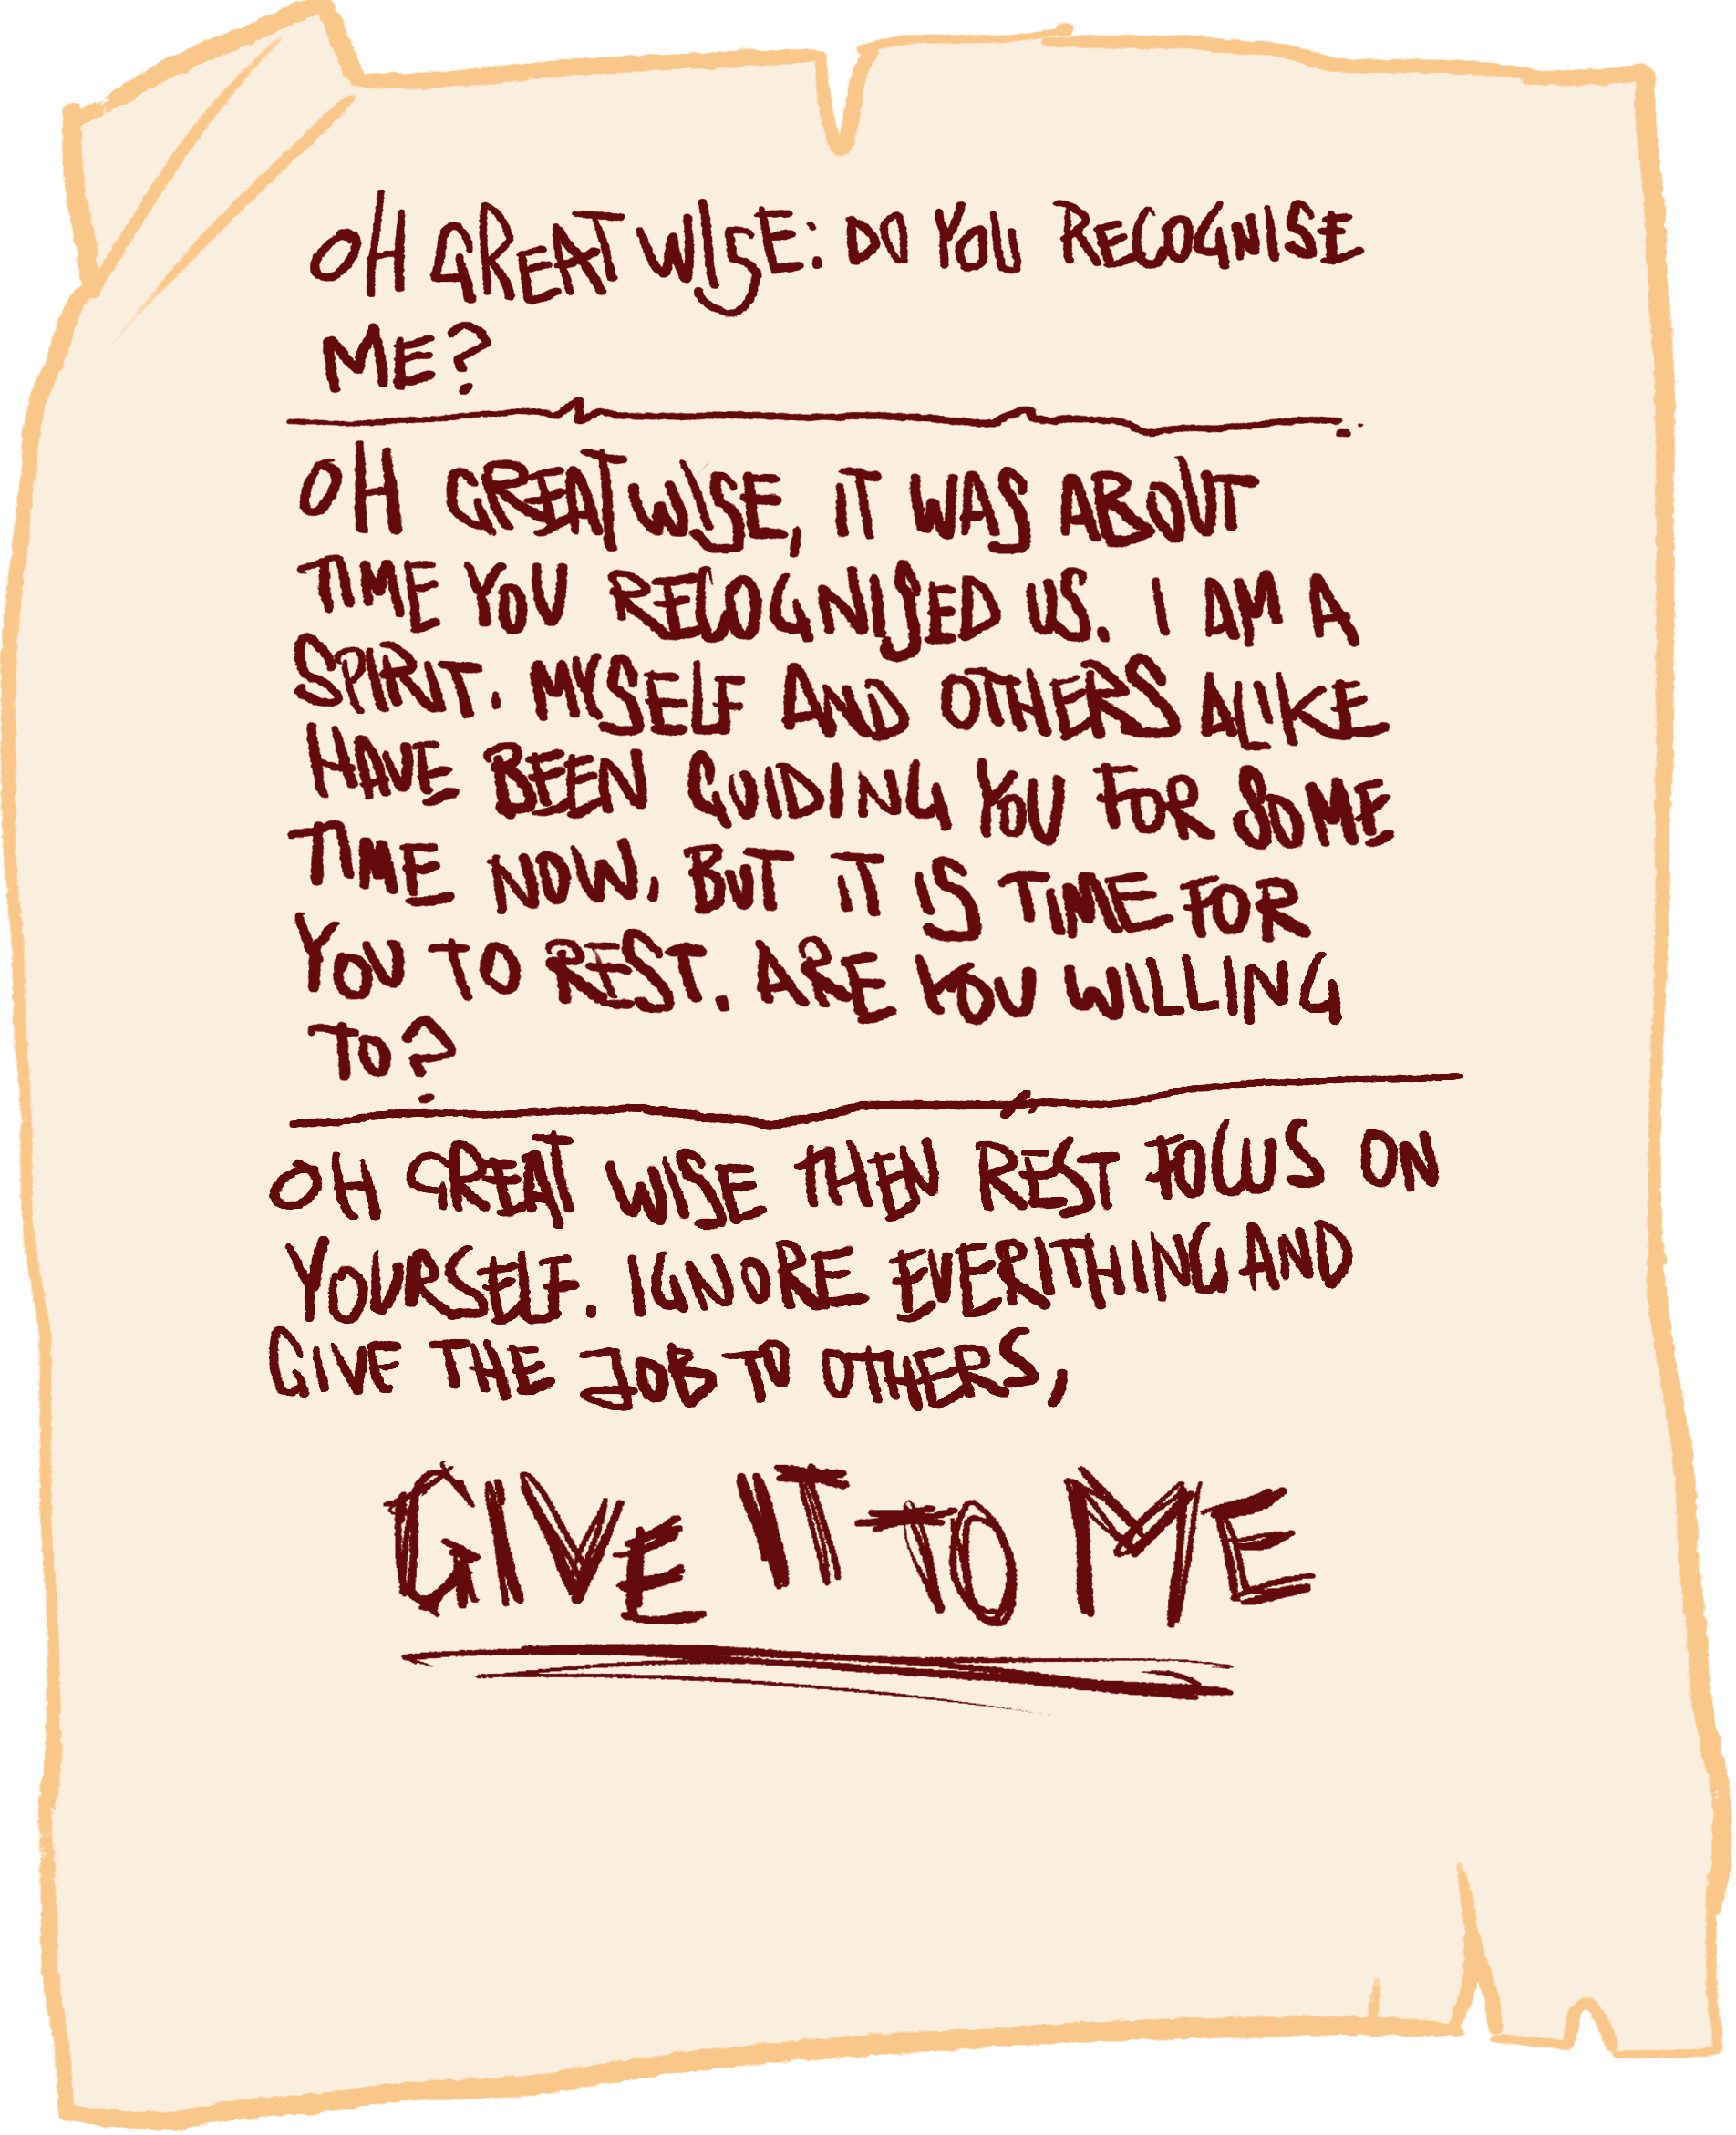 OH GREAT WISE: DO YOU RECOGNISE
ME?
OH GREAT WISE, IT WAS ABOUT
TIME YOU RECOGNISED US. I AM A
SPIRIT. MYSELF AND OTHERS ALIKE
HAVE BEEN GUIDING YOU FOR SOME
TIME NOW. BUT IT IS TIME FOR
YOU TO REST. ARE YOU WILLING
TO?
OH GREAT WISE THEN REST FOCUS ON
YOURSELF. IGNORE EVERITHING AND
GIVE THE JOB TO OTHERS,
GIVE IT TO ME